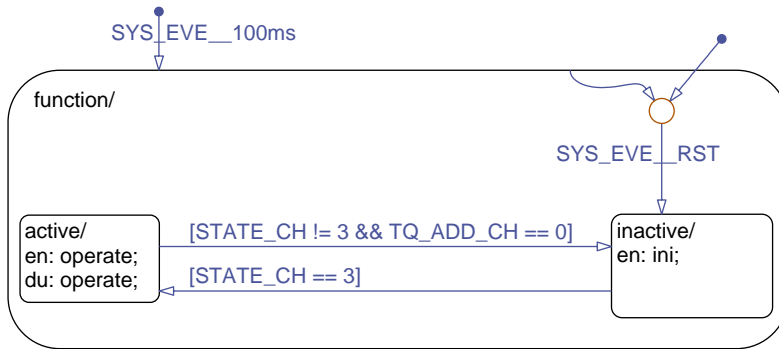 SYS_EVE__100ms
function/
SYS_EVE__RST
active/
en: operate;
du: operate;
[STATE_CH != 3 && TQ_ADD_CH == 0]
[STATE_CH == 3]
inactive/
en: ini;